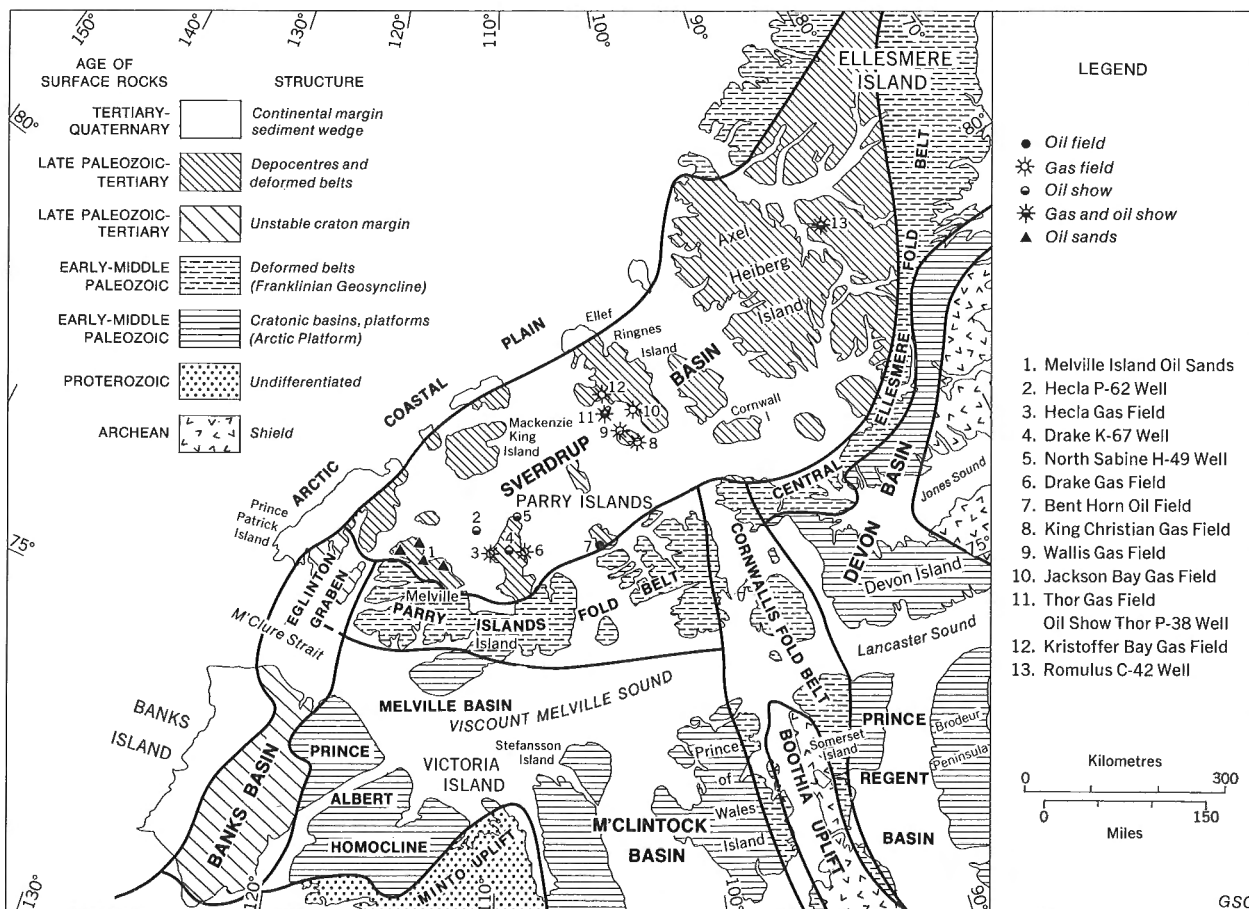 150°
140°
130°
120°
110°
100°
90°
80°
70°
AGE OF
SURFACE ROCKS
STRUCTURE
TERTIARY-
QUATERNARY
Continental margin
sediment wedge
LATE PALEOZOIC-
TERTIARY
Depocentres and
deformed belts
LATE PALEOZOIC-
TERTIARY
Unstable craton margin
EARLY-MIDDLE
PALEOZOIC
Deformed belts
(Franklinian Geosyncline)
EARLY-MIDDLE
PALEOZOIC
Cratonic basins, platforms
(Arctic Platform)
PROTEROZOIC
Undifferentiated
ARCHEAN
Shield
80°
75°
ELLESMERE
ISLAND
80°
ELLESMERE FOLD BELT
Axel
Heiberg
Island
13
ARCTIC COASTAL PLAIN
Ellef
Ringnes
Island
SVERDRUP BASIN
12
11
10
9
8
Cornwall
I
Mackenzie
King
Island
PARRY ISLANDS
CENTRAL
Prince
Patrick
Island
2
5
4
3
6
7
1
DEVON BASIN
Jones Sound
75°
Devon Island
EGLINTON
GRABEN
M'Clure Strait
Melville
Island
PARRY ISLANDS FOLD BELT
CORNWALLIS FOLD BELT
Lancaster Sound
MELVILLE BASIN
VISCOUNT MELVILLE SOUND
BANKS
ISLAND
BANKS BASIN
PRINCE
ALBERT
HOMOCLINE
VICTORIA
ISLAND
Stefansson
Island
MINTO UPLIFT
M'CLINTOCK
BASIN
Prince
of
Wales
Island
BOOTHIA UPLIFT
Somerset
Island
PRINCE
REGENT
BASIN
Brodeur
Peninsula
130°
120°
110°
100°
90°
LEGEND
Oil field
Gas field
Oil show
Gas and oil show
Oil sands
1. Melville Island Oil Sands
2. Hecla P-62 Well
3. Hecla Gas Field
4. Drake K-67 Well
5. North Sabine H-49 Well
6. Drake Gas Field
7. Bent Horn Oil Field
8. King Christian Gas Field
9. Wallis Gas Field
10. Jackson Bay Gas Field
11. Thor Gas Field
Oil Show Thor P-38 Well
12. Kristoffer Bay Gas Field
13. Romulus C-42 Well
Kilometres
0 300
0 150
Miles
GSC